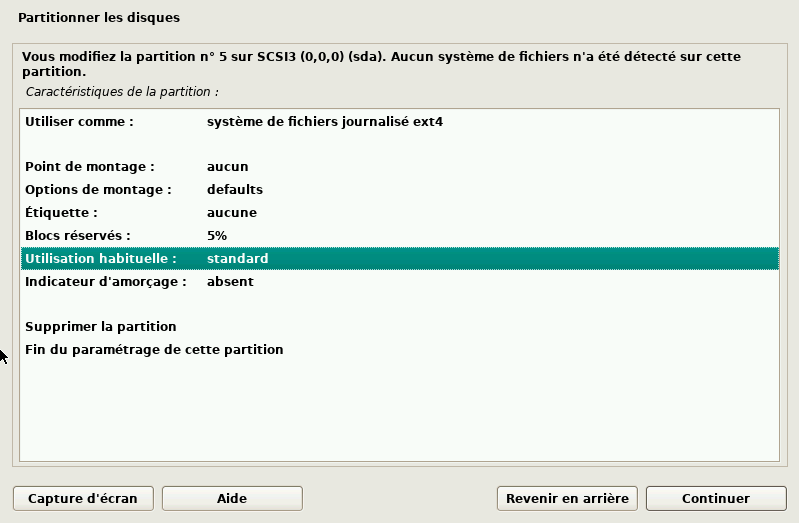 Partitionner les disques
Vous modifiez la partition n° 5 sur SCSI3 (0,0,0) (sda). Aucun système de fichiers n'a été détecté sur cette
partition.
Caractéristiques de la partition :
Utiliser comme : système de fichiers journalisé ext4
Point de montage : aucun
Options de montage : defaults
Étiquette : aucune
Blocs réservés : 5%
Utilisation habituelle : standard
Indicateur d'amorçage : absent
Supprimer la partition
Fin du paramétrage de cette partition
Capture d'écran Aide Revenir en arrière Continuer